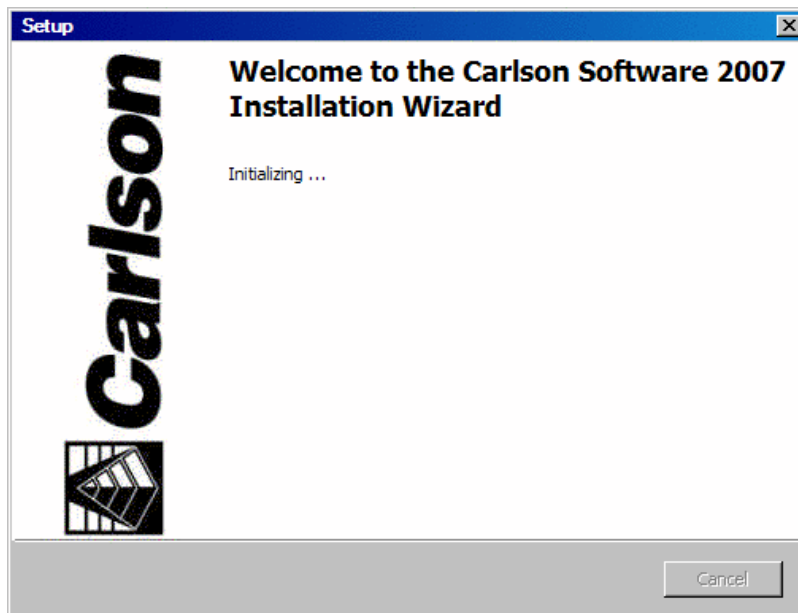 Setup
Carlson
Welcome to the Carlson Software 2007
Installation Wizard
Initializing ...
Cancel